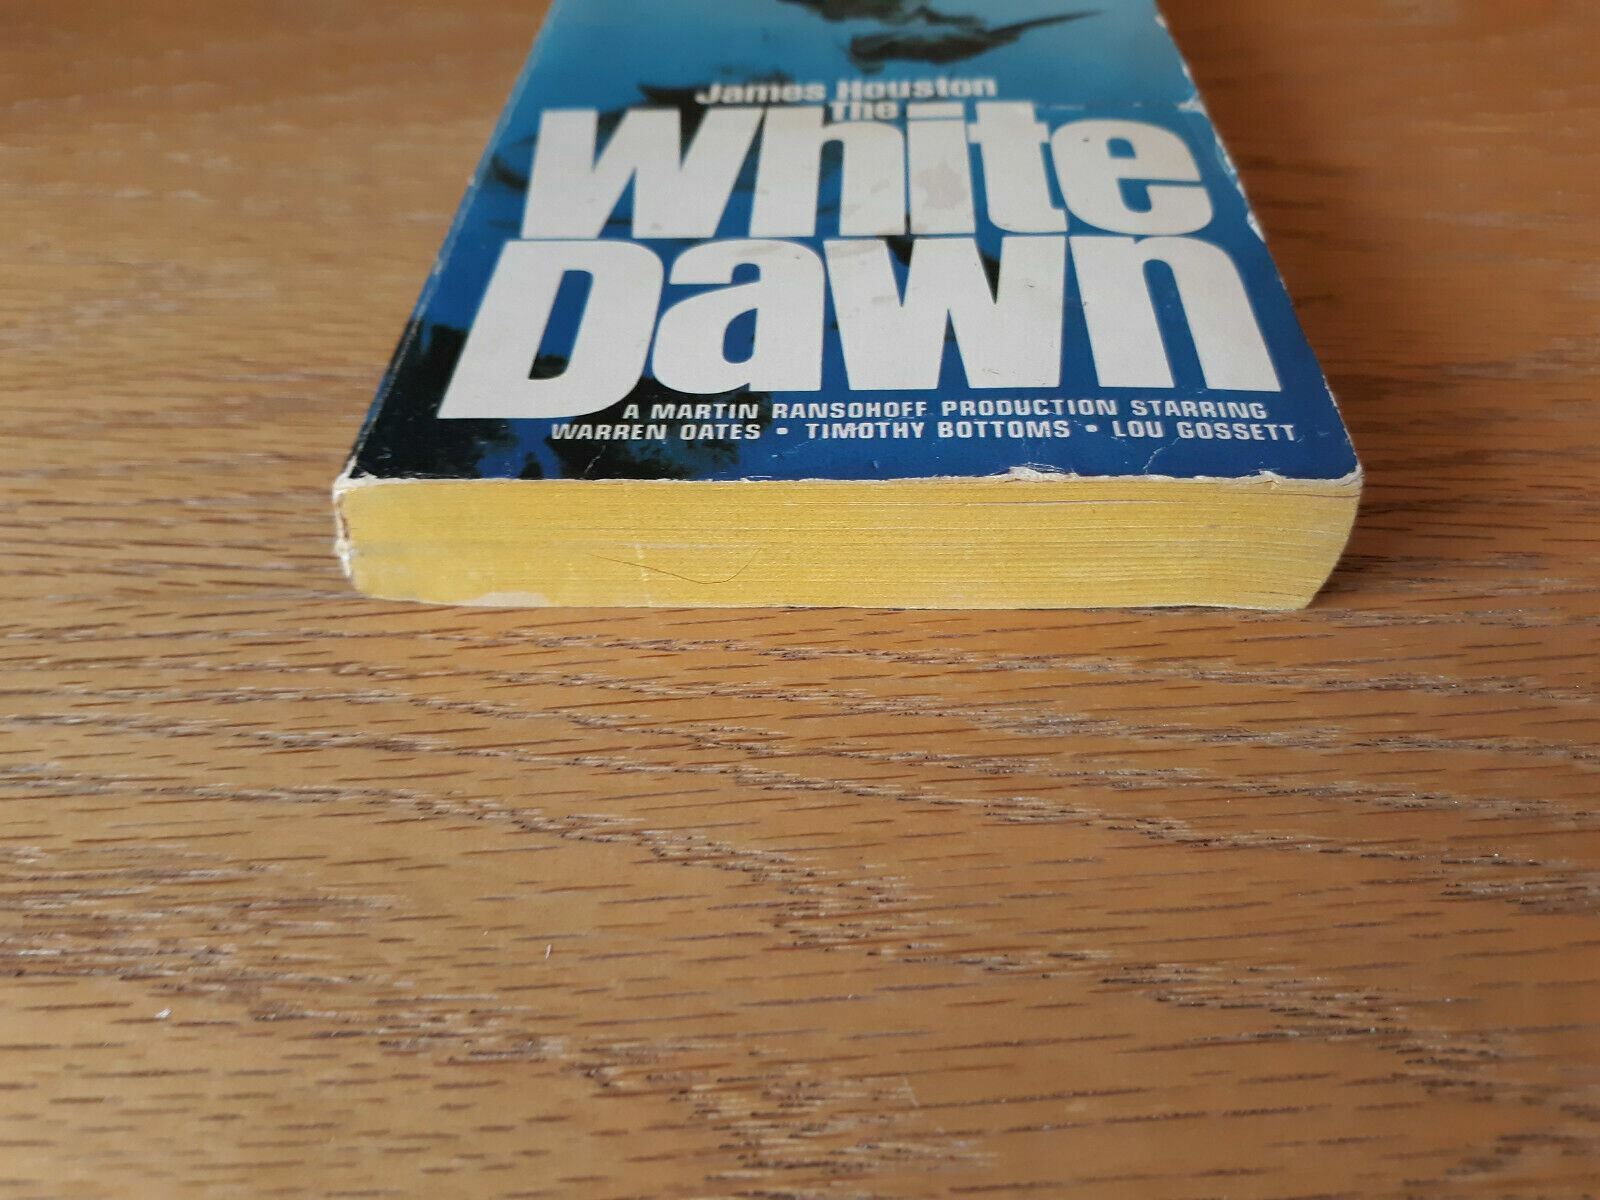 James Houston
The
White
Dawn
A MARTIN RANSOHOFF PRODUCTION STARRING
WARREN OATES • TIMOTHY BOTTOMS • LOU GOSSETT